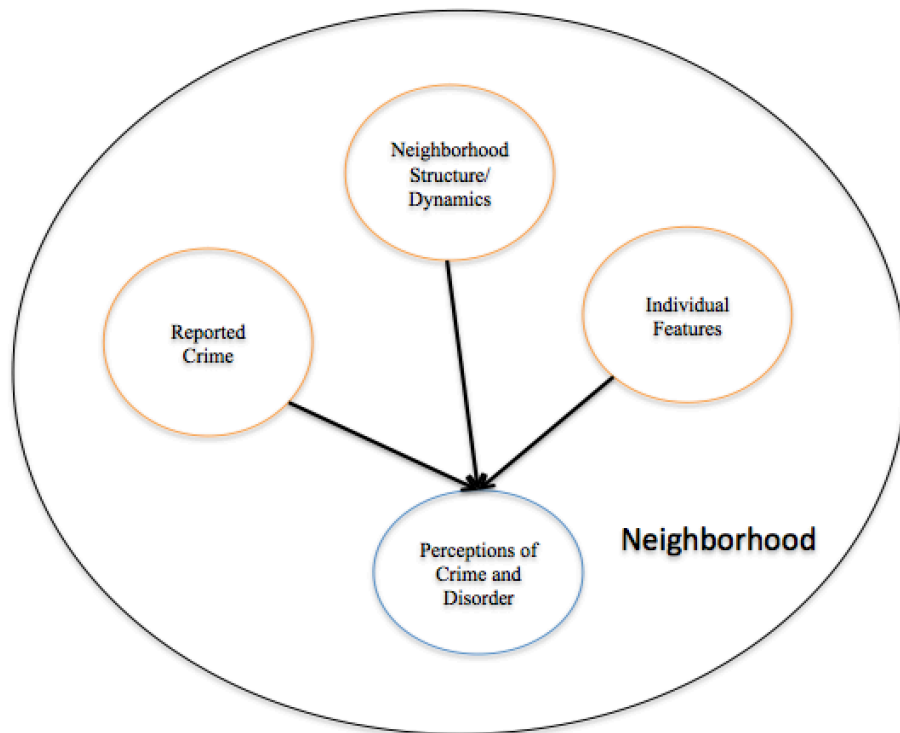 Neighborhood
Structure/
Dynamics
Reported
Crime
Individual
Features
Perceptions of
Crime and
Disorder
Neighborhood